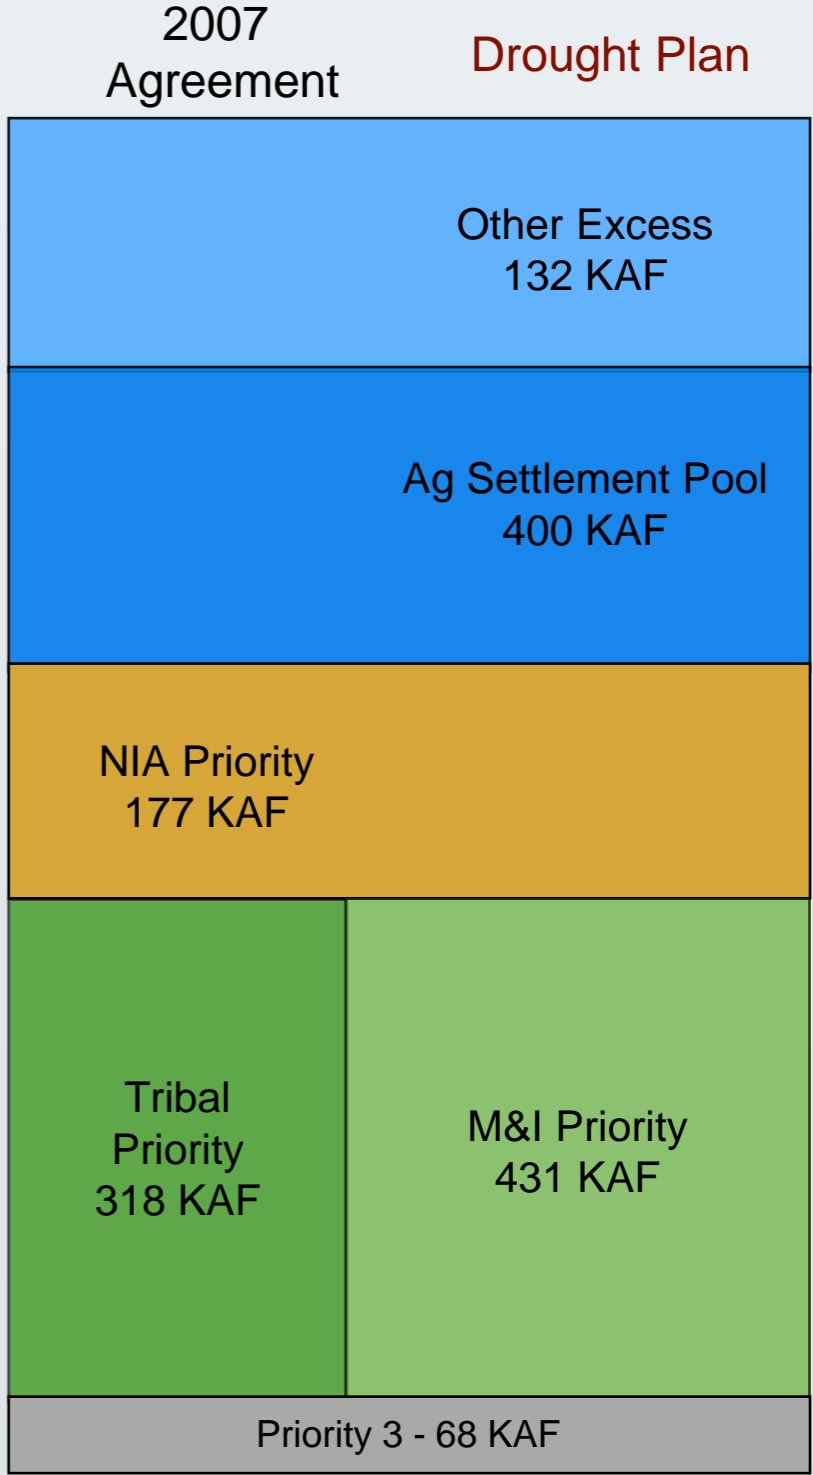 2007
Agreement
Drought Plan
Other Excess
132 KAF
Ag Settlement Pool
400 KAF
NIA Priority
177 KAF
Tribal
Priority
318 KAF
M&I Priority
431 KAF
Priority 3 - 68 KAF